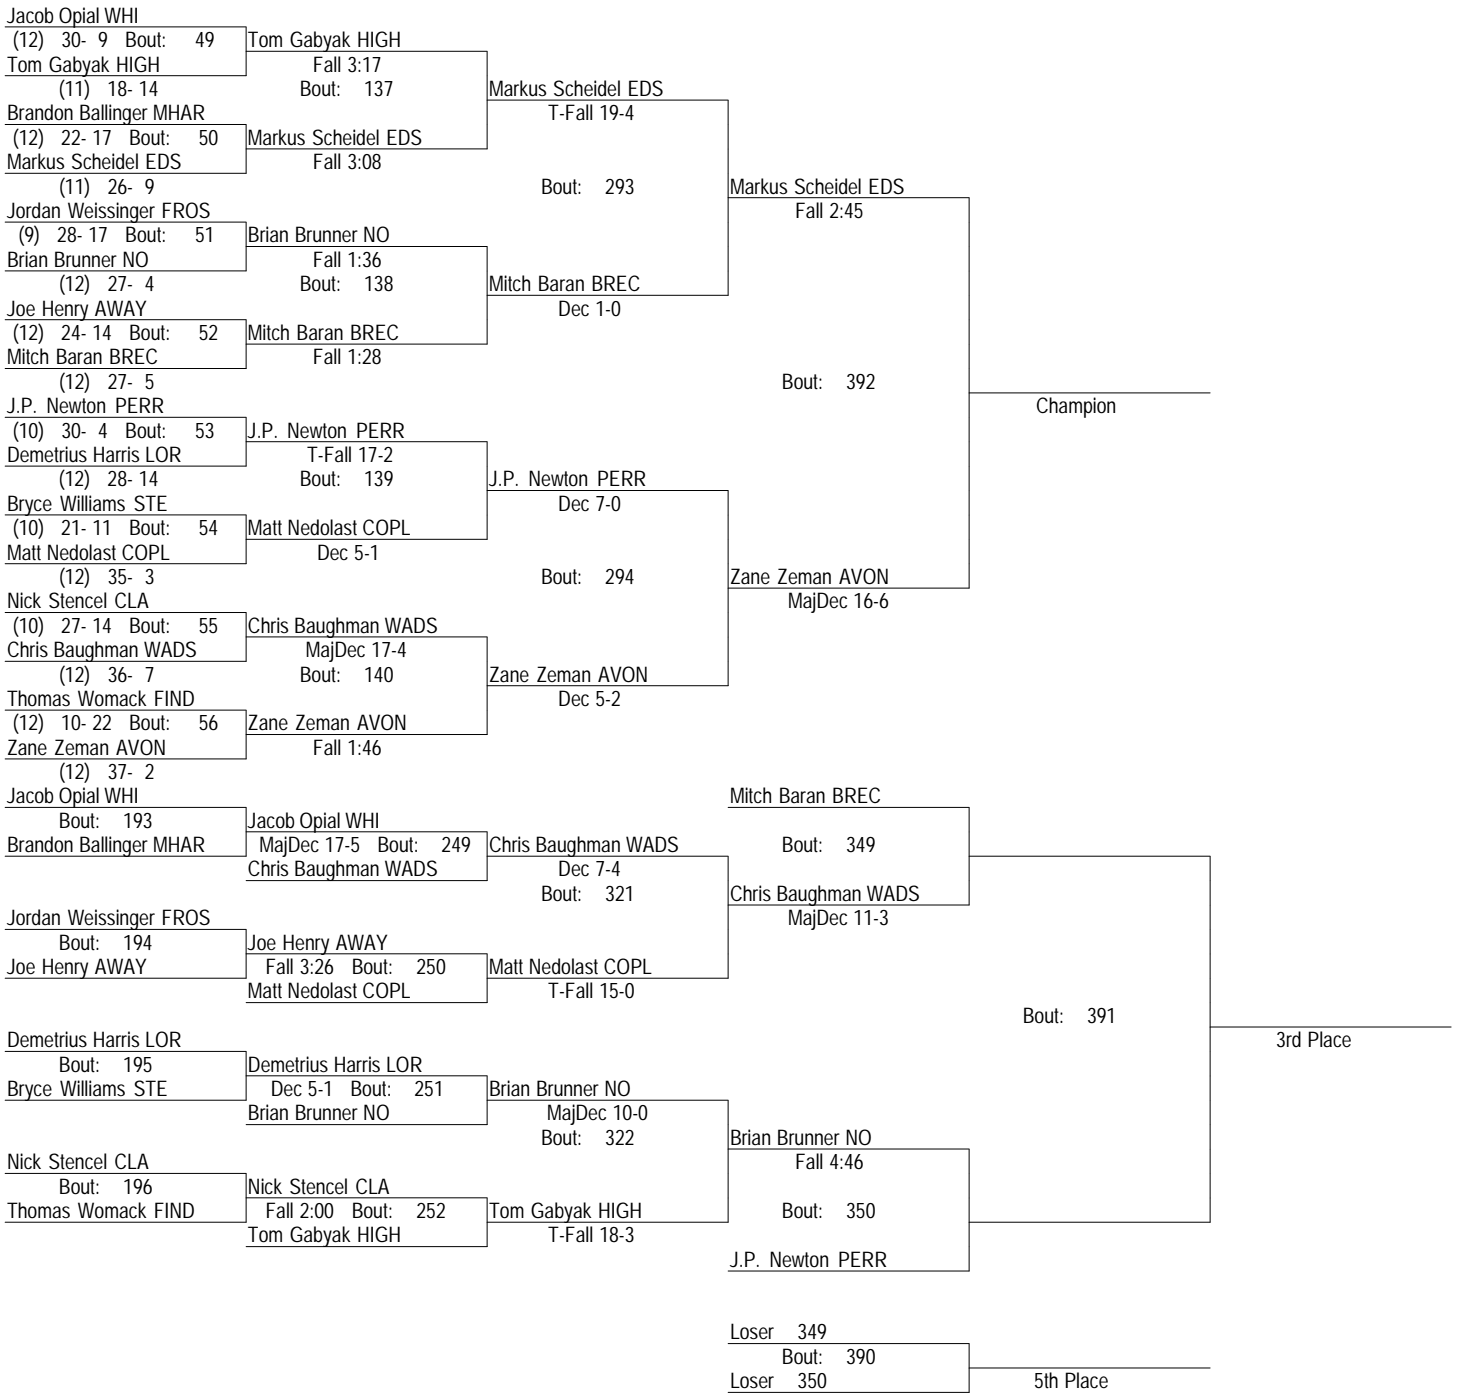 Jacob Opial WHI
(12) 30- 9 Bout: 49 Tom Gabyak HIGH
Tom Gabyak HIGH Fall 3:17
(11) 18- 14 Bout: 137 Markus Scheidel EDS
Brandon Ballinger MHAR T-Fall 19-4
(12) 22- 17 Bout: 50 Markus Scheidel EDS
Markus Scheidel EDS Fall 3:08
(11) 26- 9 Bout: 293 Markus Scheidel EDS
Jordan Weissinger FROS Fall 2:45
(9) 28- 17 Bout: 51 Brian Brunner NO
Brian Brunner NO Fall 1:36
(12) 27- 4 Bout: 138 Mitch Baran BREC
Joe Henry AWAY Dec 1-0
(12) 24- 14 Bout: 52 Mitch Baran BREC
Mitch Baran BREC Fall 1:28
(12) 27- 5 Bout: 392
J.P. Newton PERR Champion
(10) 30- 4 Bout: 53 J.P. Newton PERR
Demetrius Harris LOR T-Fall 17-2
(12) 28- 14 Bout: 139 J.P. Newton PERR
Bryce Williams STE Dec 7-0
(10) 21- 11 Bout: 54 Matt Nedolast COPL
Matt Nedolast COPL Dec 5-1
(12) 35- 3 Bout: 294 Zane Zeman AVON
Nick Stencel CLA MajDec 16-6
(10) 27- 14 Bout: 55 Chris Baughman WADS
Chris Baughman WADS MajDec 17-4
(12) 36- 7 Bout: 140 Zane Zeman AVON
Thomas Womack FIND Dec 5-2
(12) 10- 22 Bout: 56 Zane Zeman AVON
Zane Zeman AVON Fall 1:46
(12) 37- 2
Jacob Opial WHI Mitch Baran BREC
Bout: 193 Jacob Opial WHI
Brandon Ballinger MHAR MajDec 17-5 Bout: 249 Chris Baughman WADS Bout: 349
Chris Baughman WADS Dec 7-4
Bout: 321 Chris Baughman WADS
Jordan Weissinger FROS MajDec 11-3
Bout: 194 Joe Henry AWAY
Joe Henry AWAY Fall 3:26 Bout: 250 Matt Nedolast COPL
Matt Nedolast COPL T-Fall 15-0
Bout: 391
Demetrius Harris LOR 3rd Place
Bout: 195 Demetrius Harris LOR
Bryce Williams STE Dec 5-1 Bout: 251 Brian Brunner NO
Brian Brunner NO MajDec 10-0
Bout: 322 Brian Brunner NO
Nick Stencel CLA Fall 4:46
Bout: 196 Nick Stencel CLA
Thomas Womack FIND Fall 2:00 Bout: 252 Tom Gabyak HIGH Bout: 350
Tom Gabyak HIGH T-Fall 18-3
J.P. Newton PERR
Loser 349
Bout: 390
Loser 350 5th Place